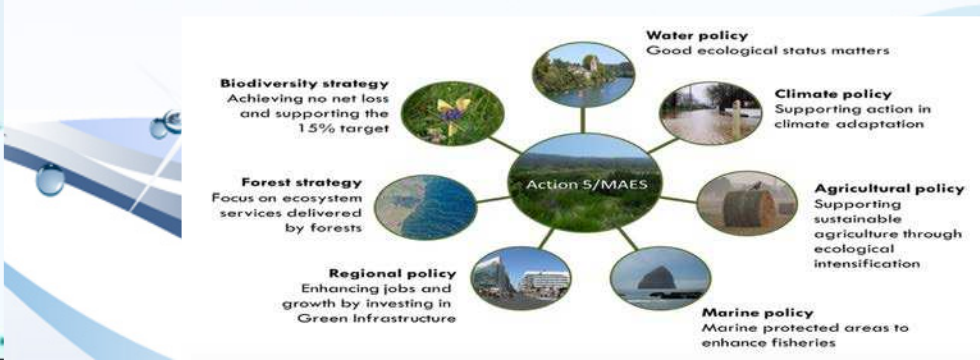 Water policy
Good ecological status matters
Biodiversity strategy
Achieving no net loss
and supporting the
15% target
Climate policy
Supporting action in
climate adaptation
Action 5/MAES
Forest strategy
Focus on ecosystem
services delivered
by forests
Agricultural policy
Supporting
sustainable
agriculture through
ecological
intensification
Regional policy
Enhancing jobs and
growth by investing in
Green Infrastructure
Marine policy
Marine protected areas to
enhance fisheries